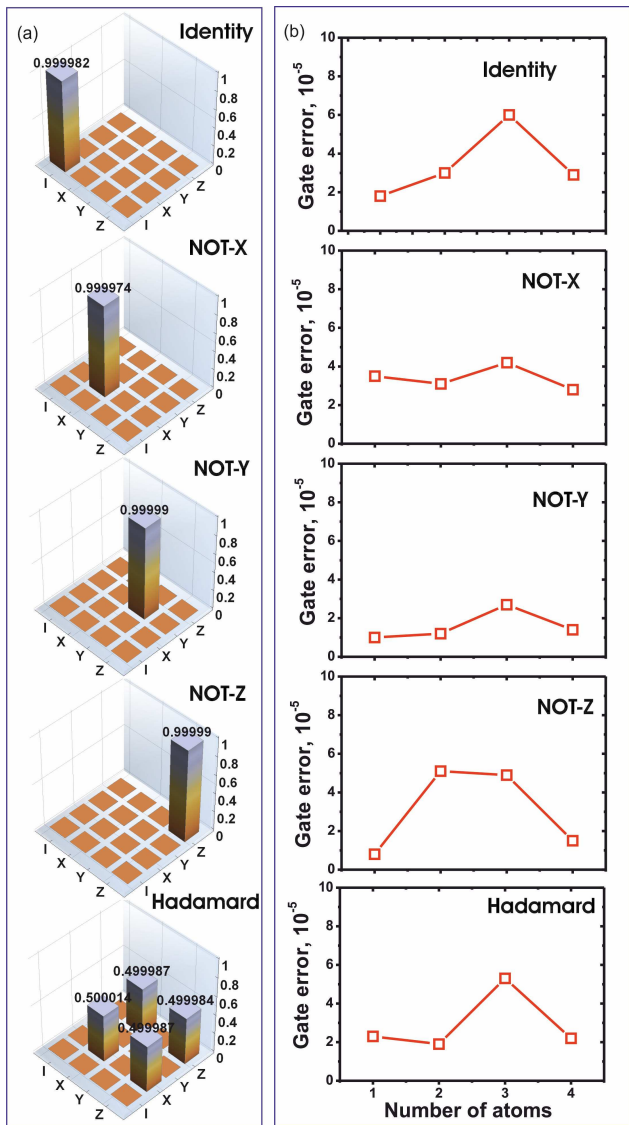 (a)
Identity
0.999982
1
0.8
0.6
0.4
0.2
0
I X Y Z
I X Y Z
NOT-X
0.999974
1
0.8
0.6
0.4
0.2
0
I X Y Z
I X Y Z
NOT-Y
0.99999
1
0.8
0.6
0.4
0.2
0
I X Y Z
I X Y Z
NOT-Z
0.99999
1
0.8
0.6
0.4
0.2
0
I X Y Z
I X Y Z
Hadamard
0.499987
0.500014
0.499984
0.499987
1
0.8
0.6
0.4
0.2
0
I X Y Z
I X Y Z
(b)
Identity
Gate error, 10-5
10
8
6
4
2
0
NOT-X
Gate error, 10-5
10
8
6
4
2
0
NOT-Y
Gate error, 10-5
10
8
6
4
2
0
NOT-Z
Gate error, 10-5
10
8
6
4
2
0
Hadamard
Gate error, 10-5
10
8
6
4
2
0
1 2 3 4
Number of atoms